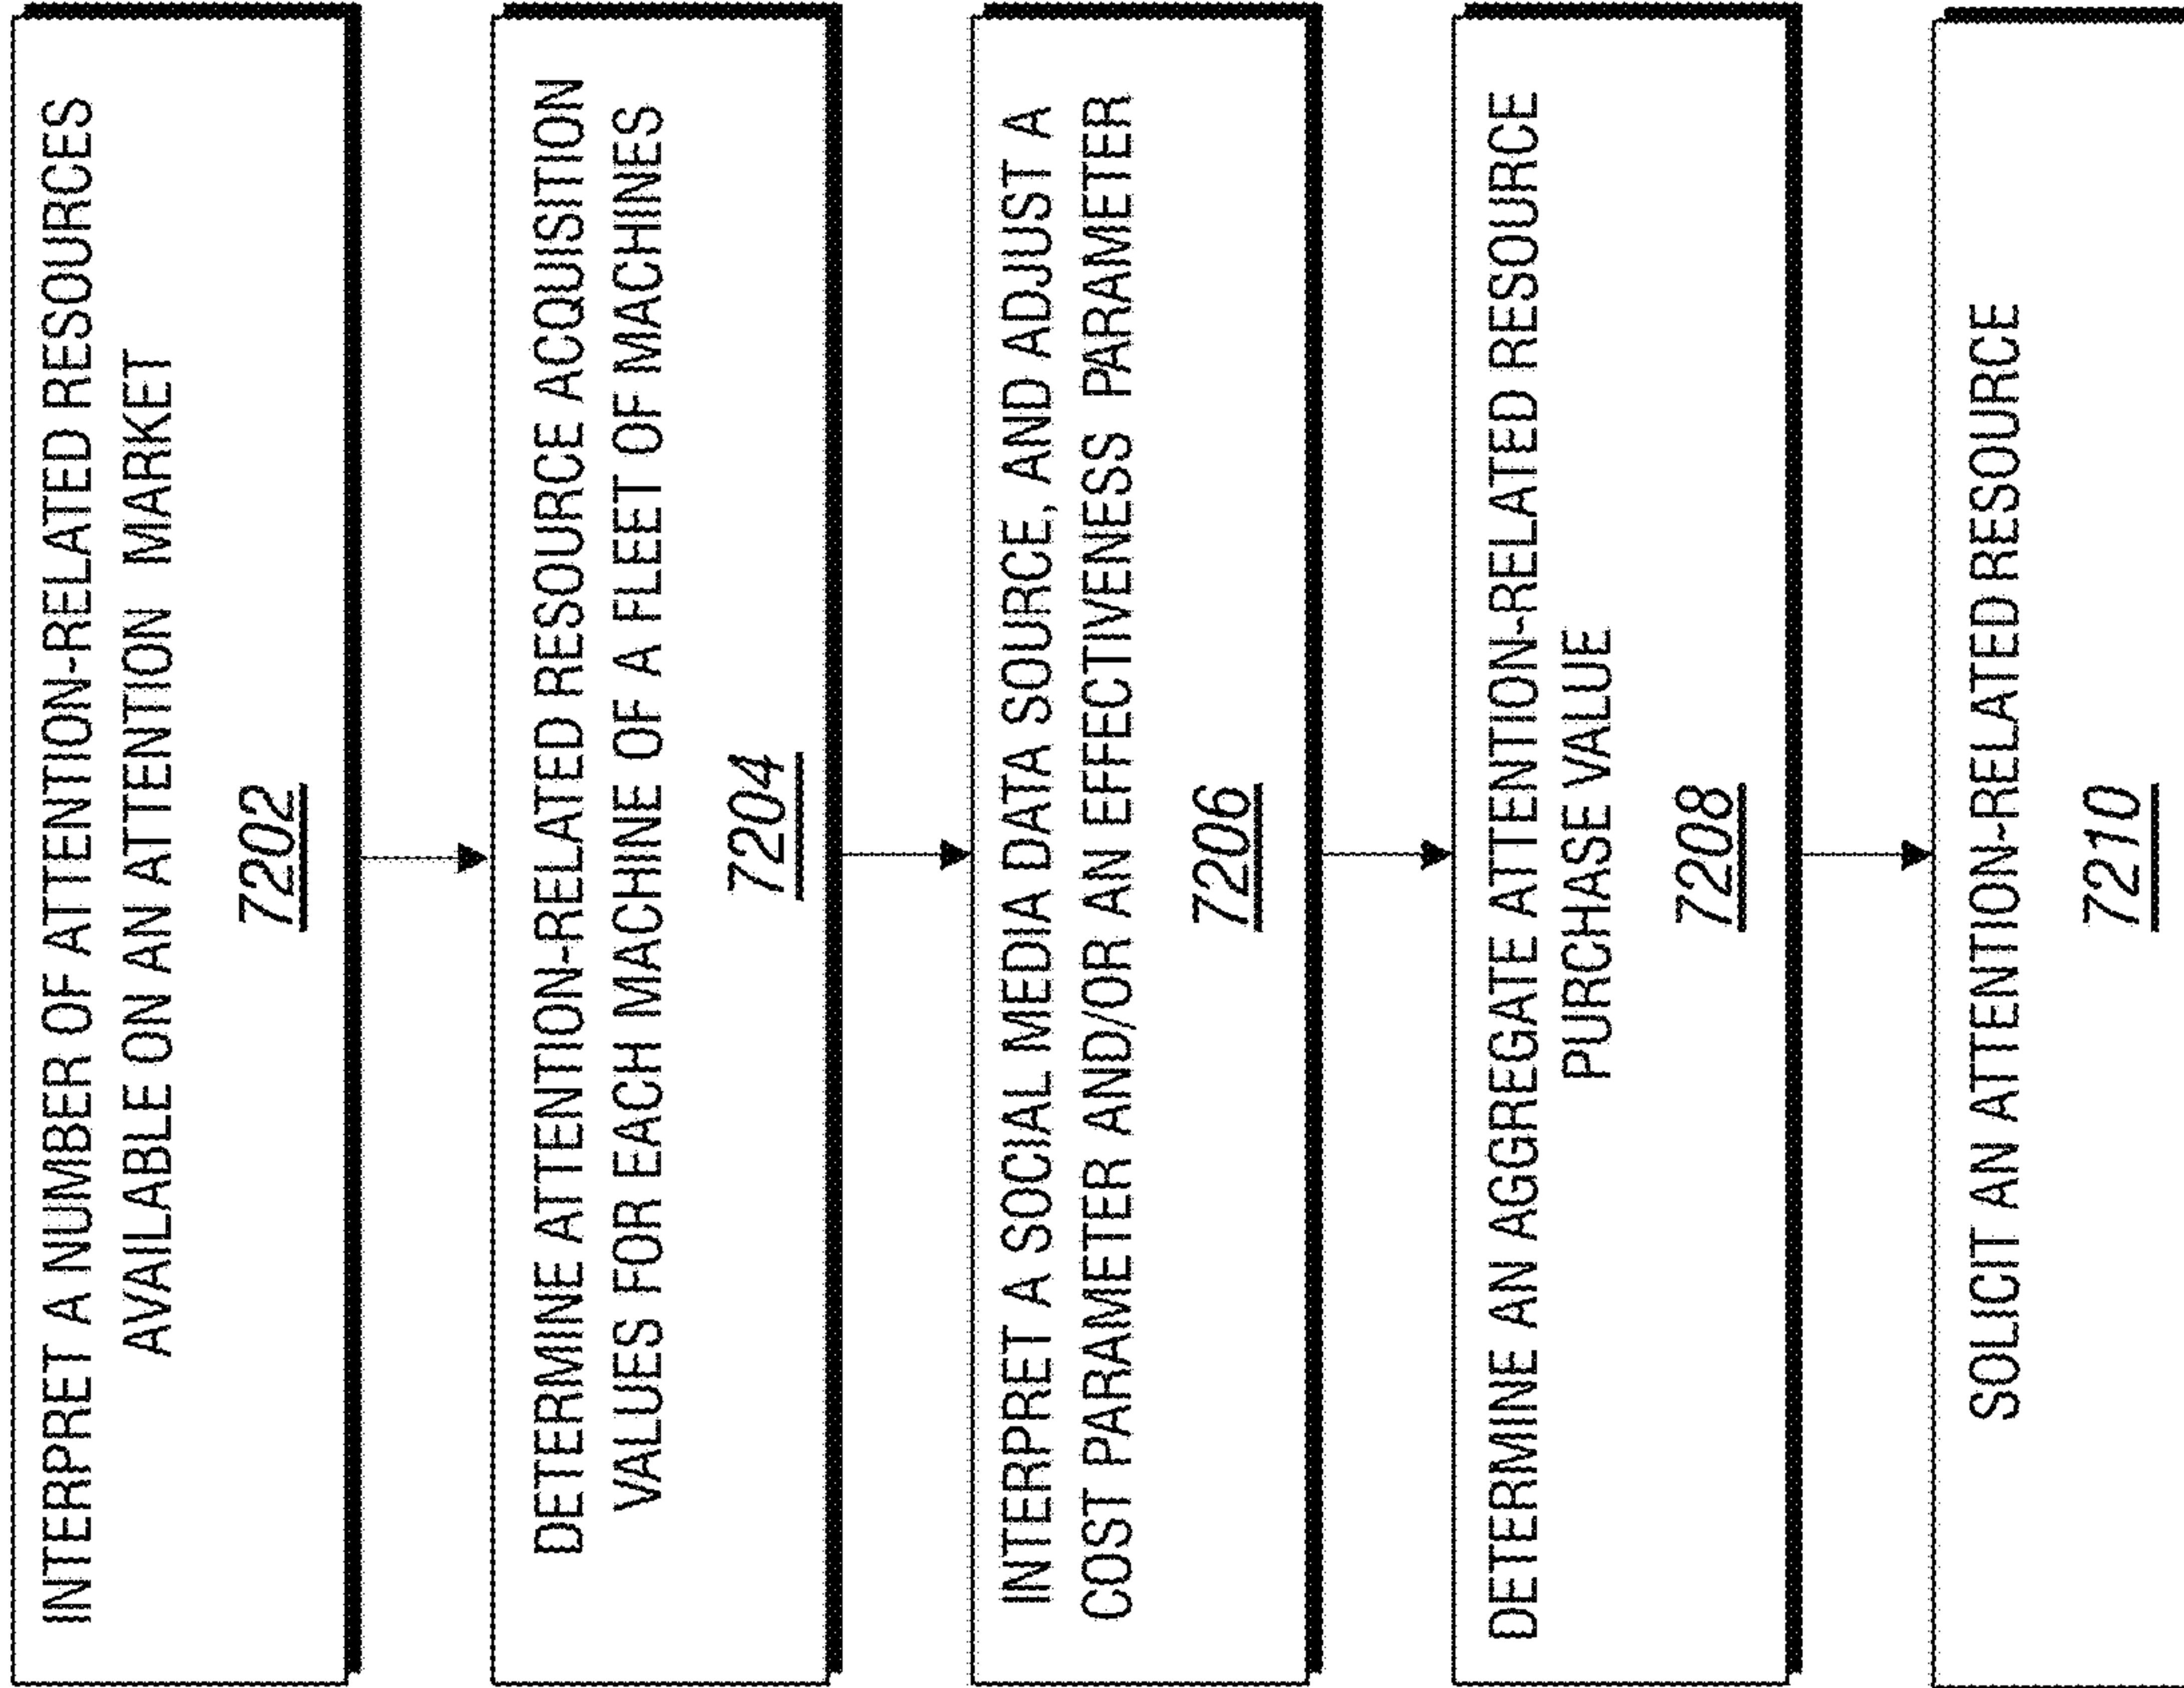 INTERPRET A NUMBER OF ATTENTION-RELATED RESOURCES
AVAILABLE ON AN ATTENTION MARKET
7202
DETERMINE ATTENTION-RELATED RESOURCE ACQUISITION
VALUES FOR EACH MACHINE OF A FLEET OF MACHINES
7204
INTERPRET A SOCIAL MEDIA DATA SOURCE, AND ADJUST A
COST PARAMETER AND/OR AN EFFECTIVENESS PARAMETER
7206
DETERMINE AN AGGREGATE ATTENTION-RELATED RESOURCE
PURCHASE VALUE
7208
SOLICIT AN ATTENTION-RELATED RESOURCE
7210